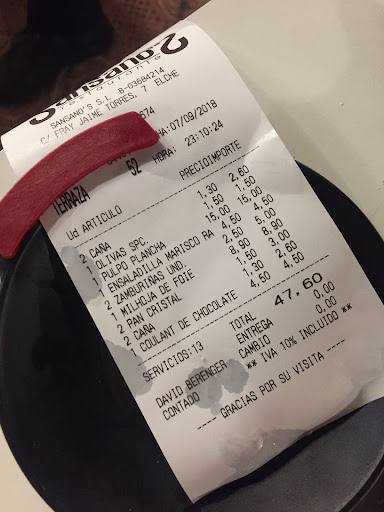 Sansano2
restaurante
SANSANO'S S.L B-03684214
C/ FRAY JAIME TORRES, 7 ELCHE
674
HA:07/09/2018
TERRAZA 52 HORA: 23:10:24
Ud ARTICULO PRECIO IMPORTE
2 CAÑA 1,30 2,60
1 OLIVAS SPC. 1,50 1,50
1 PULPO PLANCHA 15,00 15,00
1 ENSALADILLA MARISCO RA 4,50 4,50
2 ZAMBURIÑAS UND. 2,50 5,00
1 MILHOJA DE FOIE 8,90 8,90
2 PAN CRISTAL 1,50 3,00
2 CAÑA 1,30 2,60
1 COULANT DE CHOCOLATE 4,50 4,50
SERVICIOS:13 TOTAL 47,60
ENTREGA 0,00
DAVID BERENGER CAMBIO 0,00
CONTADO ** IVA 10% INCLUIDO **
---- GRACIAS POR SU VISITA ----